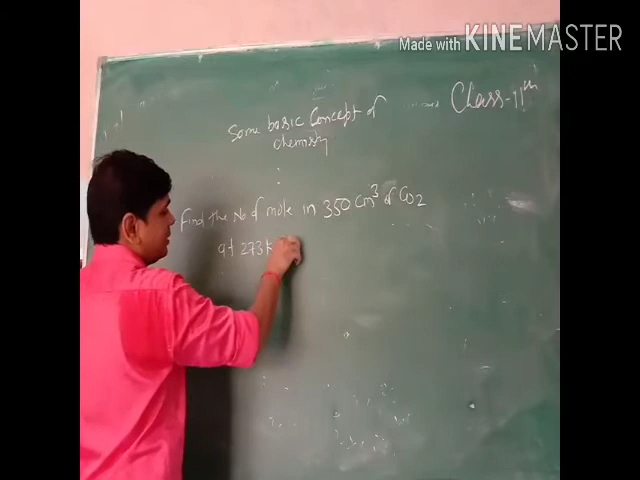 Made with KINEMASTER
Class-11th
Some basic Concept of
chemistry
:
Find the No of mole in 350 cm3 of CO2
at 273 K